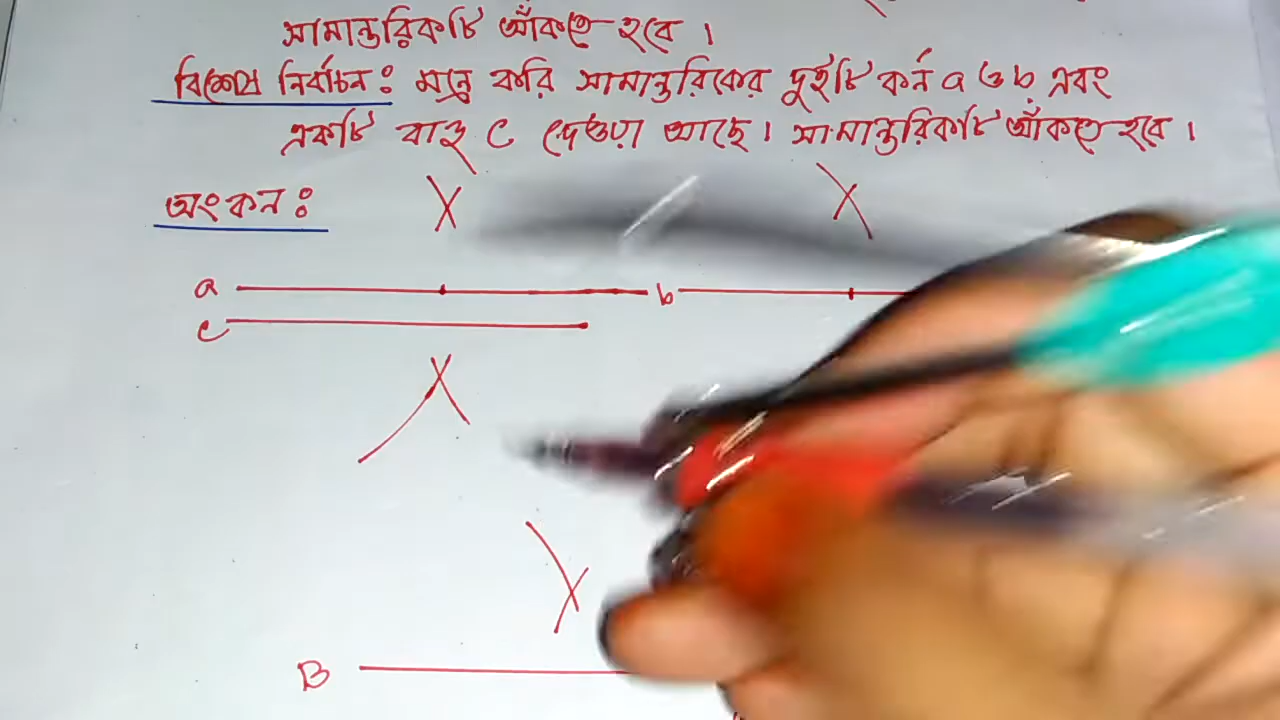 সামান্তরিকটি আঁকতে হবে ।
বিশেষ নির্বাচন : মনে করি সামান্তরিকের দুইটি কর্ন a ও b এবং
একটি বাহু c দেওয়া আছে । সামান্তরিকটি আঁকতে হবে ।
অংকন :
a b
c
B